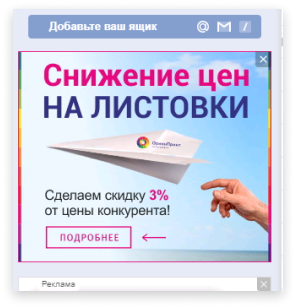 Добавьте ваш ящик @
Снижение цен
НА ЛИСТОВКИ
Сделаем скидку 3%
от цены конкурента!
ПОДРОБНЕЕ
Реклама